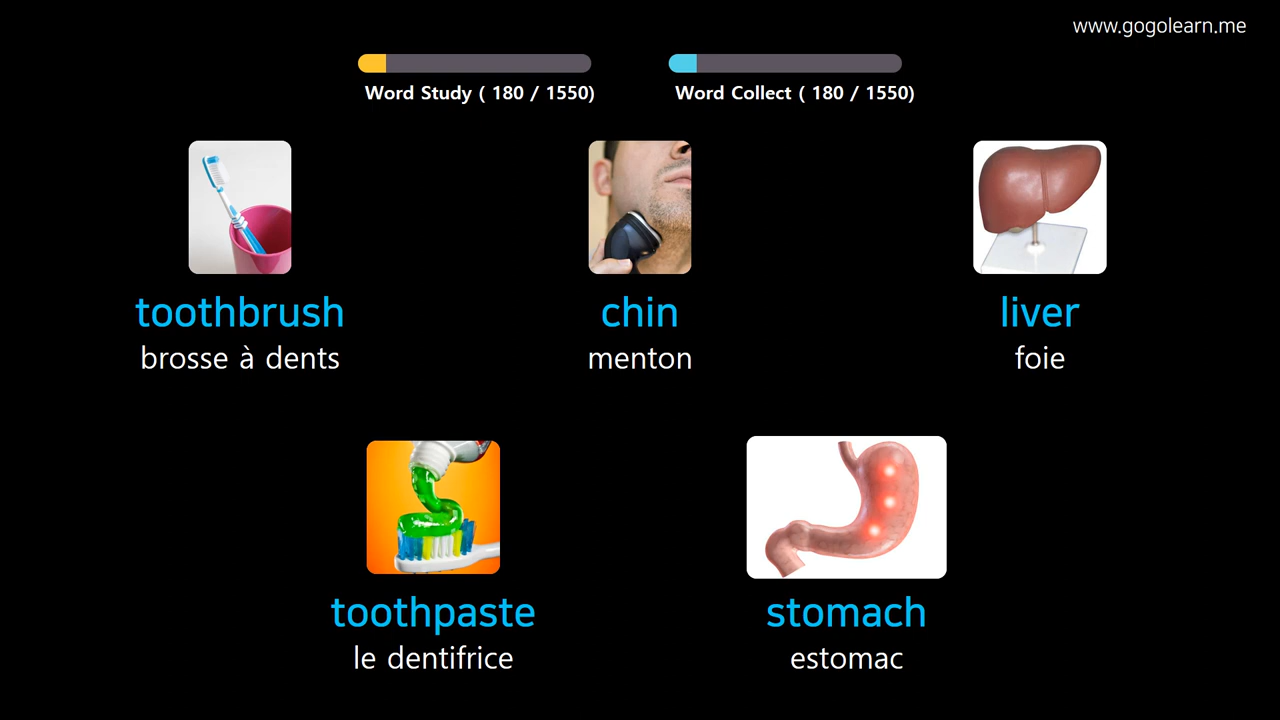 www.gogolearn.me
Word Study ( 180 / 1550)
Word Collect ( 180 / 1550)
toothbrush
brosse à dents
chin
menton
liver
foie
toothpaste
le dentifrice
stomach
estomac